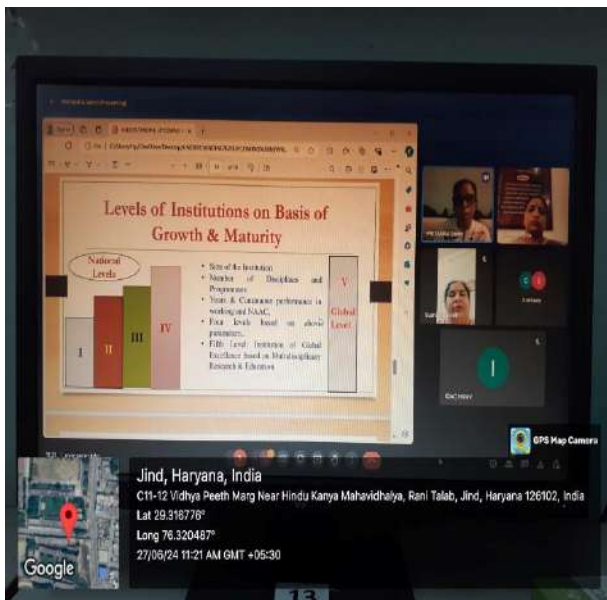 Levels of Institutions on Basis of
Growth & Maturity
National
Levels
I
II
III
IV
• Size of the Institution
• Number of Disciplines and
Programmes
• Years & Continuous performance in
working and NAAC,
• Four levels based on above
parameters..
• Fifth Level: Institution of Global
Excellence based on Multidisciplinary
Research & Education
V
Global
Level
I
GPS Map Camera
Google
Jind, Haryana, India
C11-12 Vidhya Peeth Marg Near Hindu Kanya Mahavidhalya, Rani Talab, Jind, Haryana 126102, India
Lat 29.316776°
Long 76.320487°
27/06/24 11:21 AM GMT +05:30
13